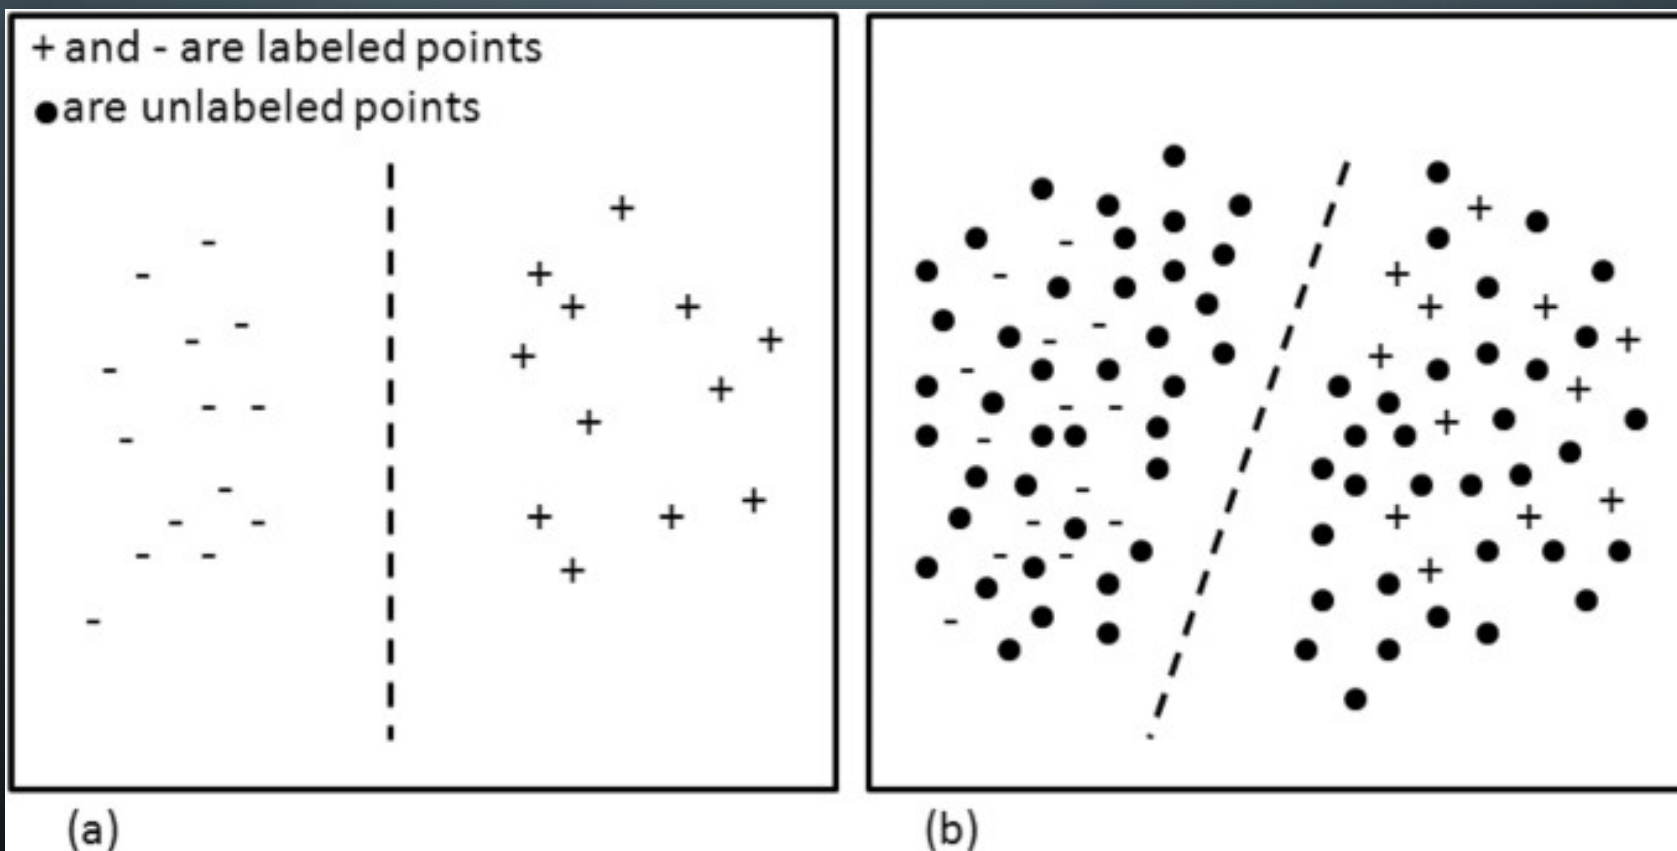 + and - are labeled points
● are unlabeled points
(a)
(b)